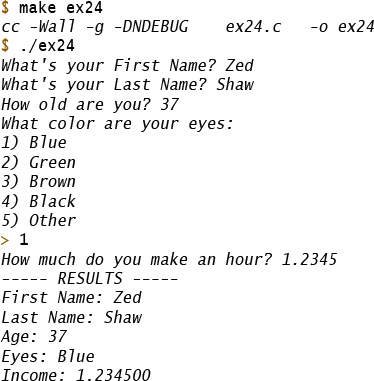 $ make ex24
cc -Wall -g -DNDEBUG    ex24.c   -o ex24
$ ./ex24
What's your First Name? Zed
What's your Last Name? Shaw
How old are you? 37
What color are your eyes:
1) Blue
2) Green
3) Brown
4) Black
5) Other
> 1
How much do you make an hour? 1.2345
----- RESULTS -----
First Name: Zed
Last Name: Shaw
Age: 37
Eyes: Blue
Income: 1.234500